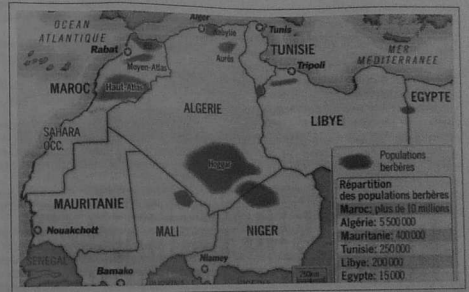 OCEAN
ATLANTIQUE
Alger
Kabylie
Tunis
MER
MEDITERRANEE
Rabat
Aurès
TUNISIE
Moyen-Atlas
Tripoli
MAROC
Haut-Atlas
ALGERIE
LIBYE
EGYPTE
SAHARA
OCC.
Hoggar
Populations
berbères
MAURITANIE
Nouakchott
MALI
NIGER
Niamey
SENEGAL
Bamako
Répartition
des populations berbères
Maroc: plus de 10 millions
Algérie: 5 500 000
Mauritanie: 400 000
Tunisie: 250 000
Libye: 200 000
Egypte: 15 000